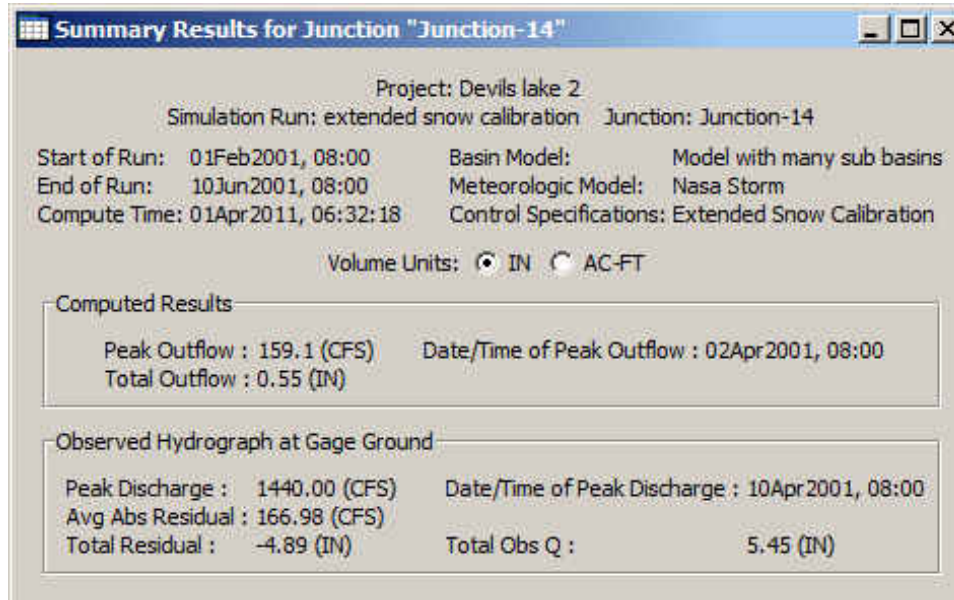 Summary Results for Junction "Junction-14"
Project: Devils lake 2
Simulation Run: extended snow calibration Junction: Junction-14
Start of Run: 01Feb2001, 08:00 Basin Model: Model with many sub basins
End of Run: 10Jun2001, 08:00 Meteorologic Model: Nasa Storm
Compute Time: 01Apr2011, 06:32:18 Control Specifications: Extended Snow Calibration
Volume Units: IN AC-FT
Computed Results
Peak Outflow : 159.1 (CFS) Date/Time of Peak Outflow : 02Apr2001, 08:00
Total Outflow : 0.55 (IN)
Observed Hydrograph at Gage Ground
Peak Discharge : 1440.00 (CFS) Date/Time of Peak Discharge : 10Apr2001, 08:00
Avg Abs Residual : 166.98 (CFS)
Total Residual : -4.89 (IN) Total Obs Q : 5.45 (IN)